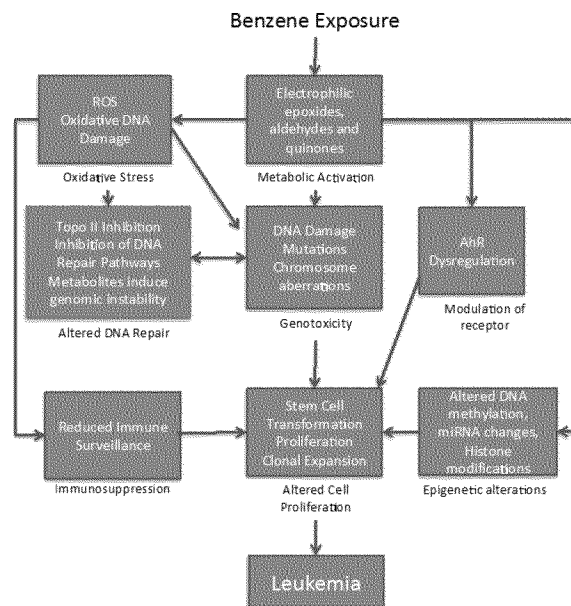 Benzene Exposure
ROS
Oxidative DNA
Damage
Oxidative Stress
Electrophilic
epoxides,
aldehydes and
quinones
Metabolic Activation
Topo II Inhibition
Inhibition of DNA
Repair Pathways
Metabolites induce
genomic instability
Altered DNA Repair
DNA Damage
Mutations
Chromosome
aberrations
Genotoxicity
AhR
Dysregulation
Modulation of
receptor
Reduced Immune
Surveillance
Immunosuppression
Stem Cell
Transformation
Proliferation
Clonal Expansion
Altered Cell
Proliferation
Altered DNA
methylation,
miRNA changes,
Histone
modifications
Epigenetic alterations
Leukemia